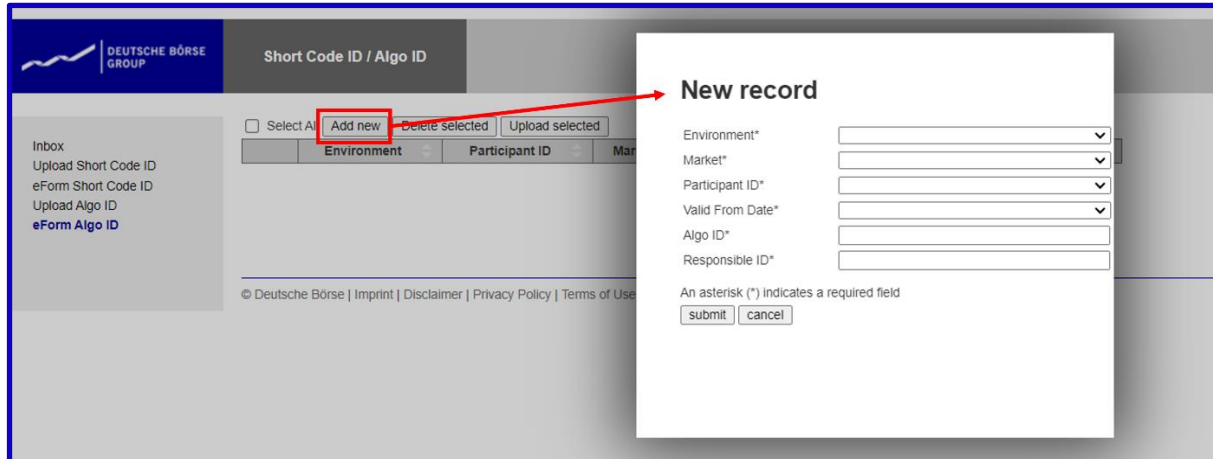 DEUTSCHE BÖRSE
GROUP
Short Code ID / Algo ID
Inbox
Upload Short Code ID
eForm Short Code ID
Upload Algo ID
eForm Algo ID
Select Al Add new Delete selected Upload selected
Environment Participant ID Mar
© Deutsche Börse | Imprint | Disclaimer | Privacy Policy | Terms of Use
New record
Environment*
Market*
Participant ID*
Valid From Date*
Algo ID*
Responsible ID*
An asterisk (*) indicates a required field
submit cancel